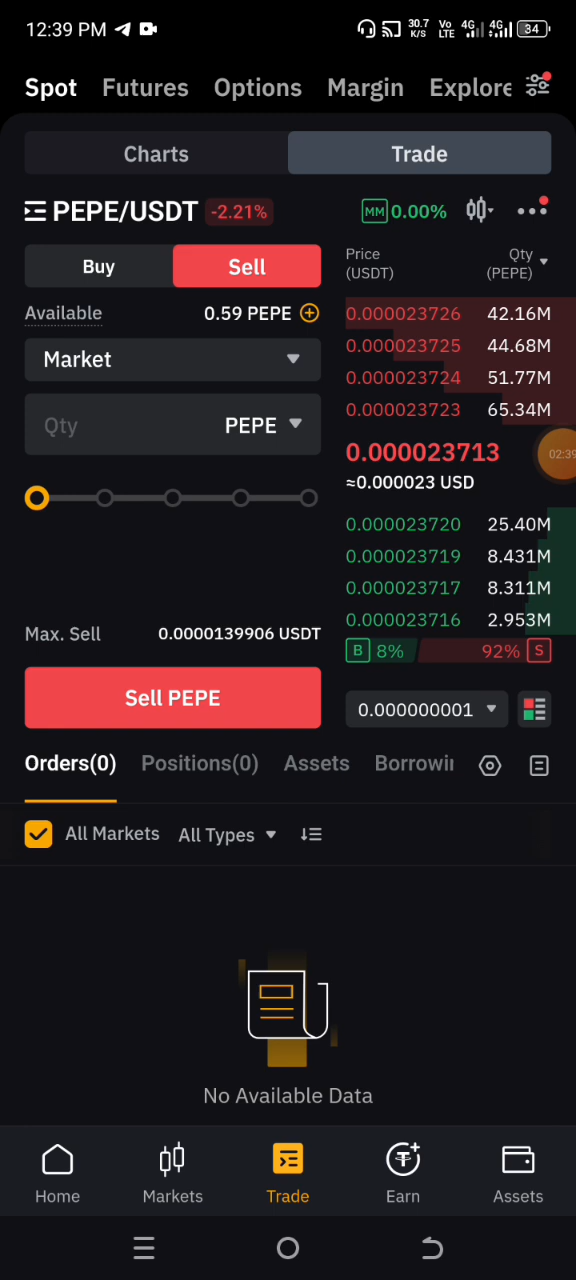 12:39 PM
30.7 K/S Vo LTE 4G 4G 34
Spot Futures Options Margin Explore
Charts Trade
PEPE/USDT -2.21% MM 0.00%
Buy Sell
Available 0.59 PEPE
Market
Qty PEPE
Max. Sell 0.0000139906 USDT
Sell PEPE
Price (USDT) Qty (PEPE)
0.000023726 42.16M
0.000023725 44.68M
0.000023724 51.77M
0.000023723 65.34M
0.000023713
≈0.000023 USD
02:39
0.000023720 25.40M
0.000023719 8.431M
0.000023717 8.311M
0.000023716 2.953M
B 8% 92% S
0.000000001
Orders(0) Positions(0) Assets Borrowin
All Markets All Types
No Available Data
Home Markets Trade Earn Assets